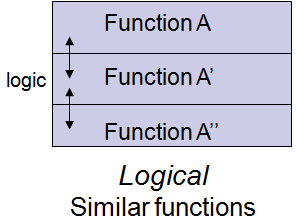 Function A
logic
Function A’
Function A’’
Logical
Similar functions